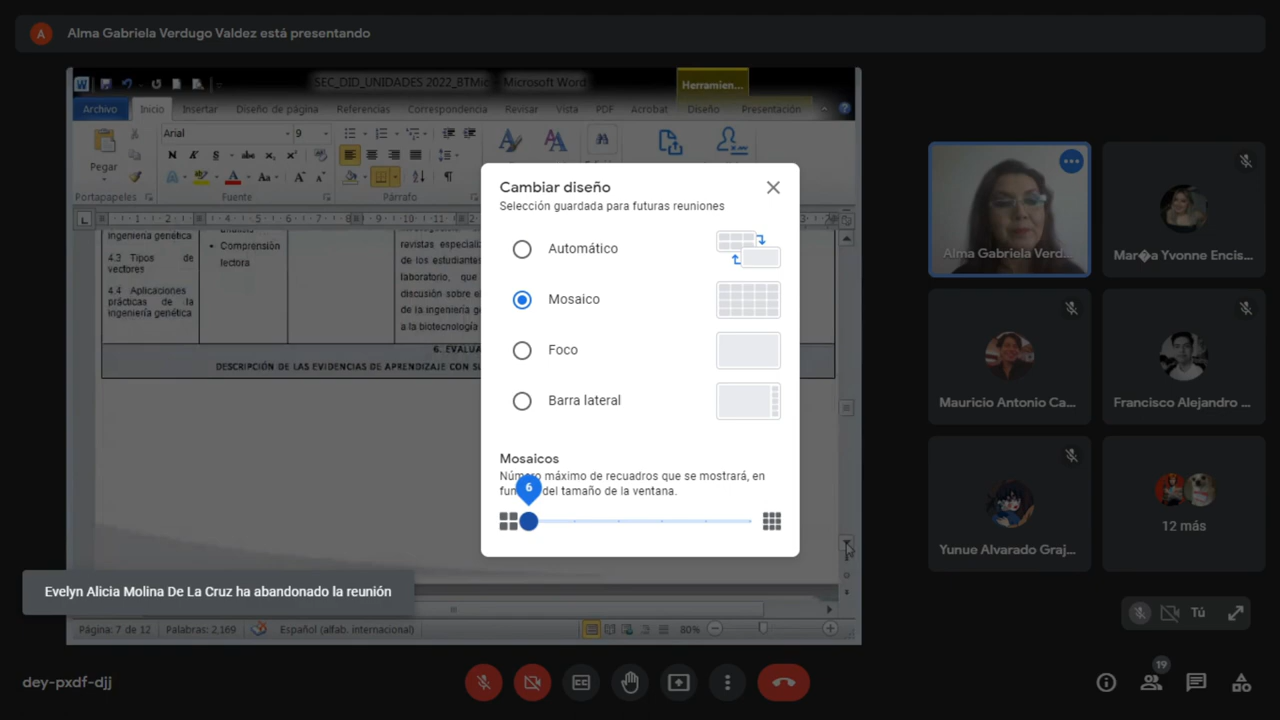 A
Alma Gabriela Verdugo Valdez está presentando
SEC_DID_UNIDADES 2022_BTMic - Microsoft Word
Herramien...
Archivo
Inicio
Insertar
Diseño de página
Referencias
Correspondencia
Revisar
Vista
PDF
Acrobat
Diseño
Presentación
Pegar
Arial
9
Portapapeles
Fuente
Párrafo
ingeniería genética
4.3 Tipos de
vectores
4.4 Aplicaciones
prácticas de la
ingeniería genética
Comprensión
lectora
revistas especial
de los estudiantes
laboratorio, que
discusión sobre el
de la ingeniería gen
a la biotecnología
6. EVALUA
DESCRIPCIÓN DE LAS EVIDENCIAS DE APRENDIZAJE CON SU
Cambiar diseño
Selección guardada para futuras reuniones
Automático
Mosaico
Foco
Barra lateral
Mosaicos
Número máximo de recuadros que se mostrará, en
del tamaño de la ventana.
6
Alma Gabriela Verd...
Mar�a Yvonne Encis...
Mauricio Antonio Ca...
Francisco Alejandro ...
Yunue Alvarado Graj...
12 más
Evelyn Alicia Molina De La Cruz ha abandonado la reunión
Tú
Página: 7 de 12
Palabras: 2,169
Español (alfab. internacional)
80%
dey-pxdf-djj
19